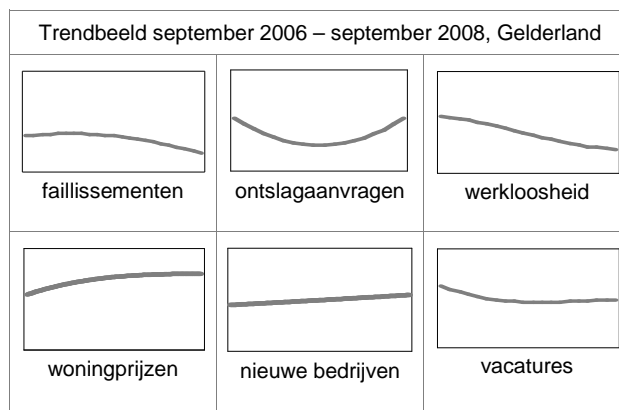 Trendbeeld september 2006 – september 2008, Gelderland
faillissementen
ontslagaanvragen
werkloosheid
woningprijzen
nieuwe bedrijven
vacatures